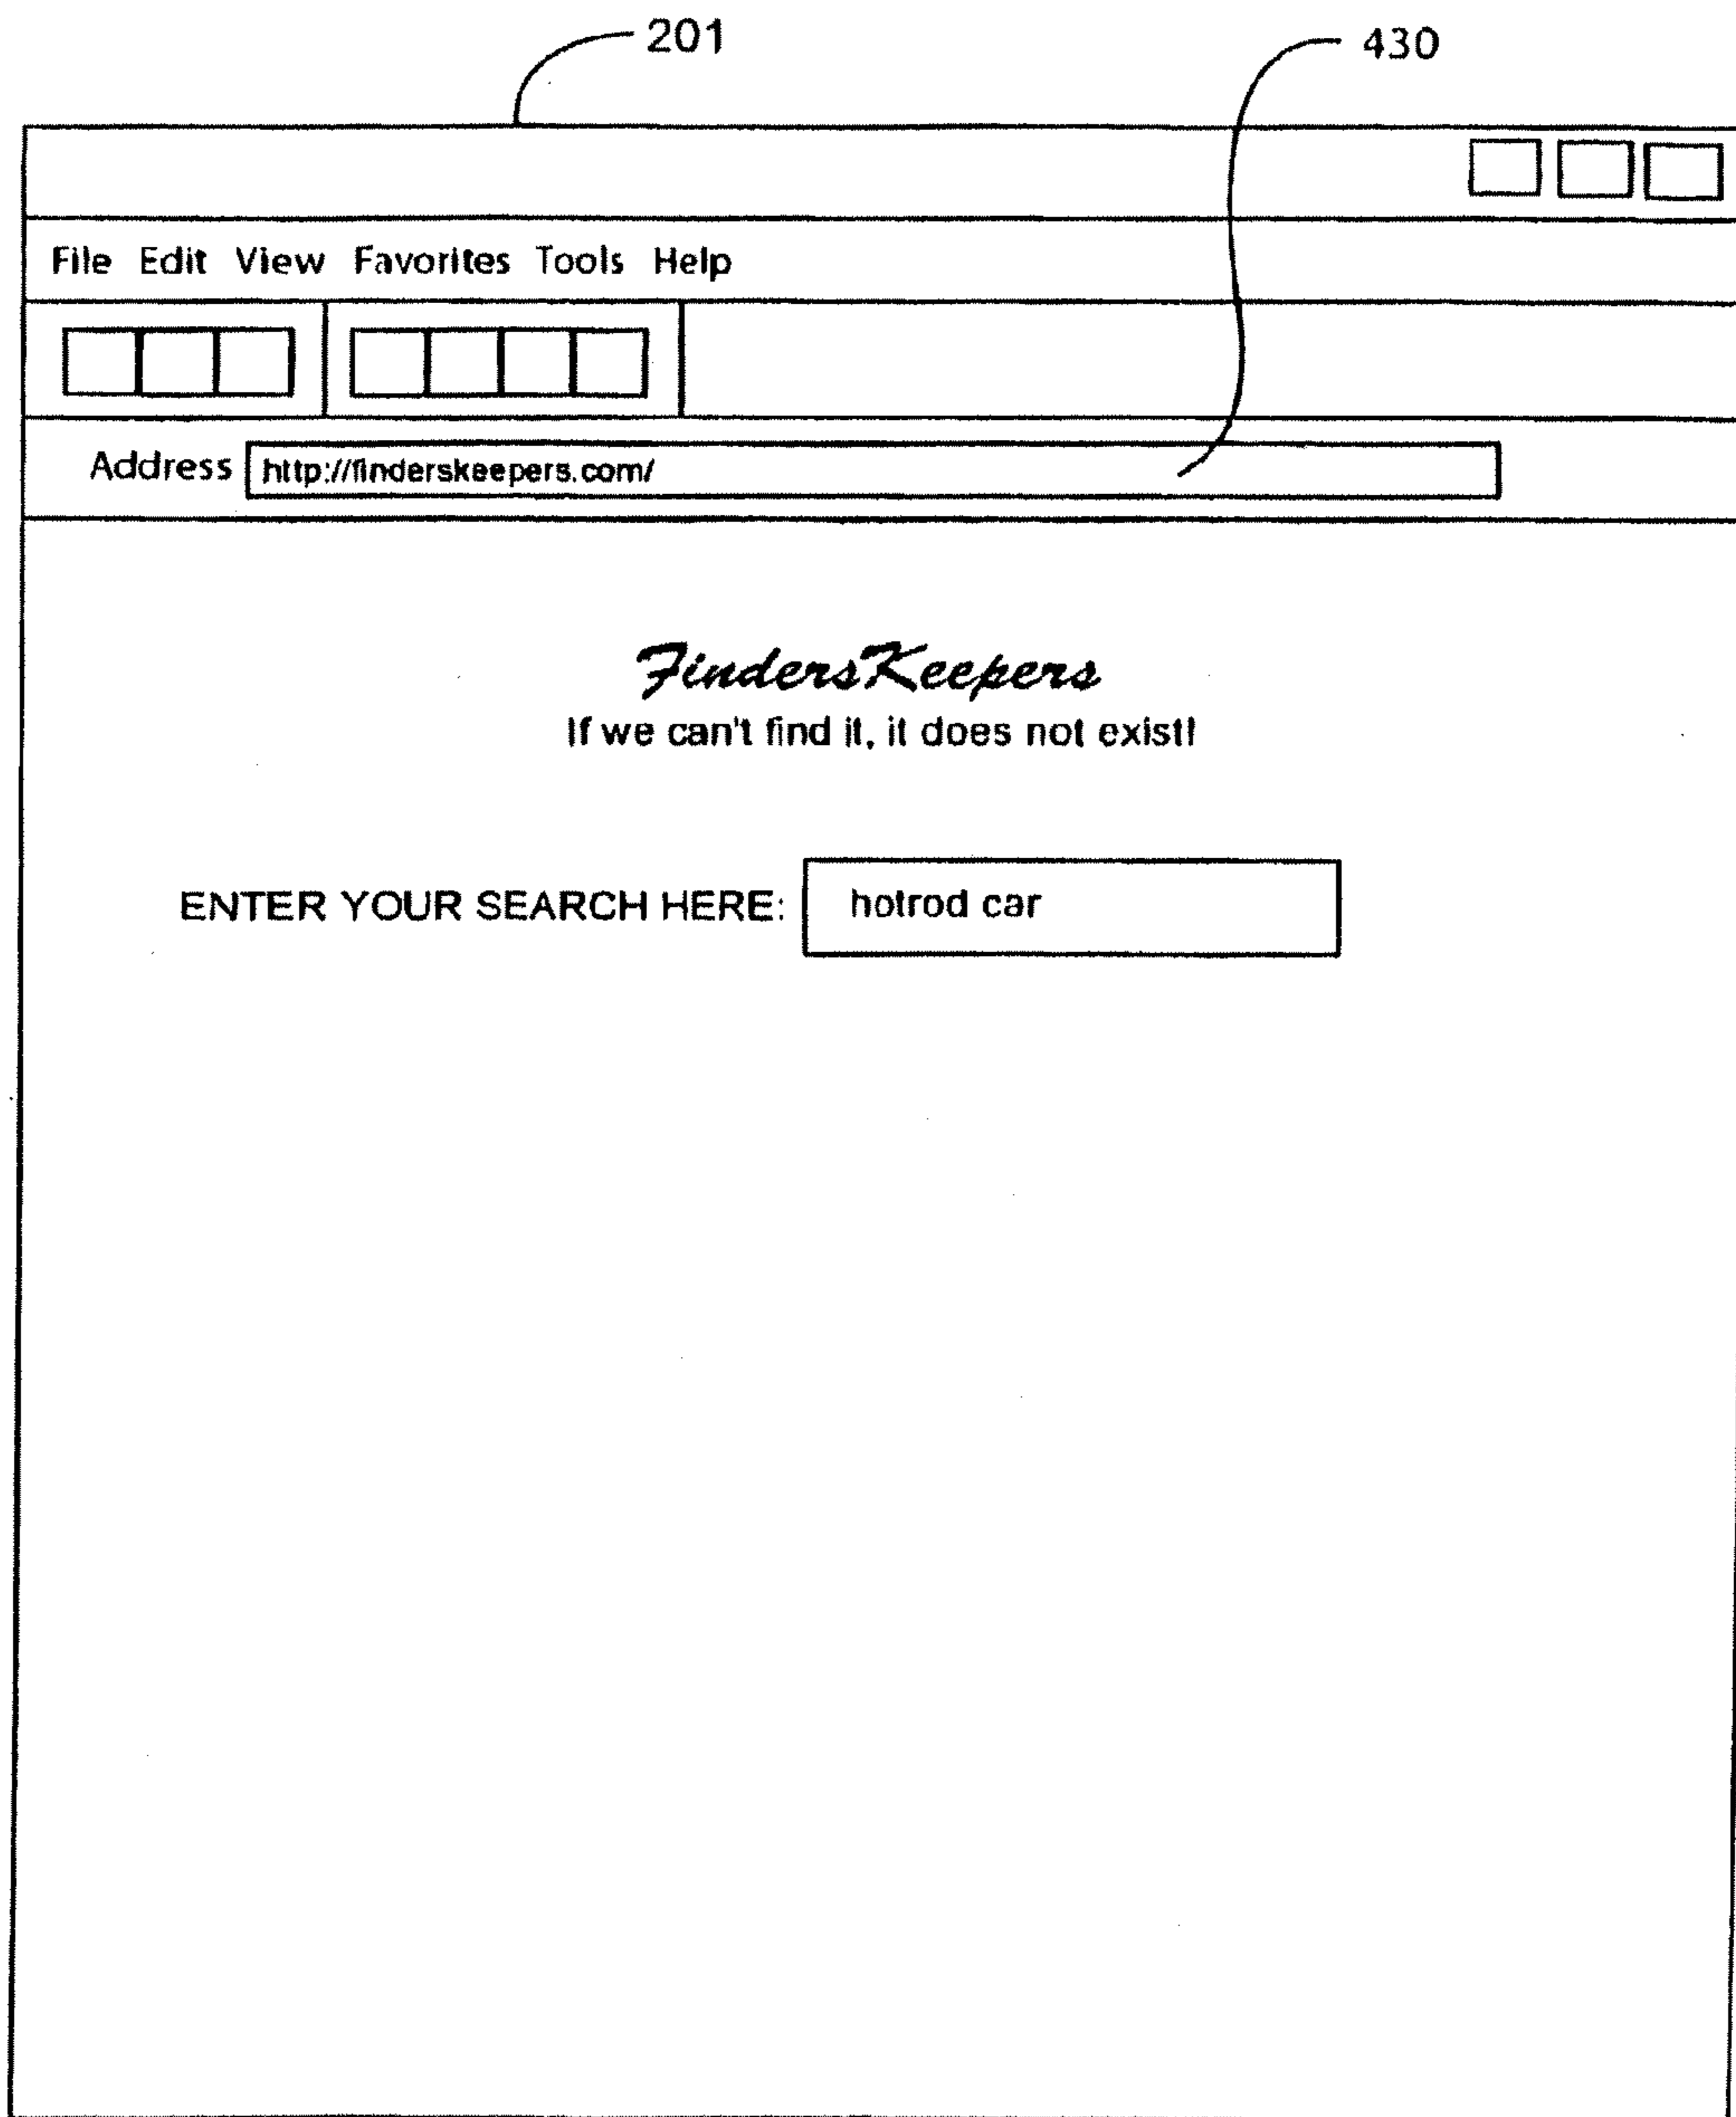 201
430
File Edit View Favorites Tools Help
Address http://finderskeepers.com/
FindersKeepers
If we can't find it, it does not exist!
ENTER YOUR SEARCH HERE: hotrod car